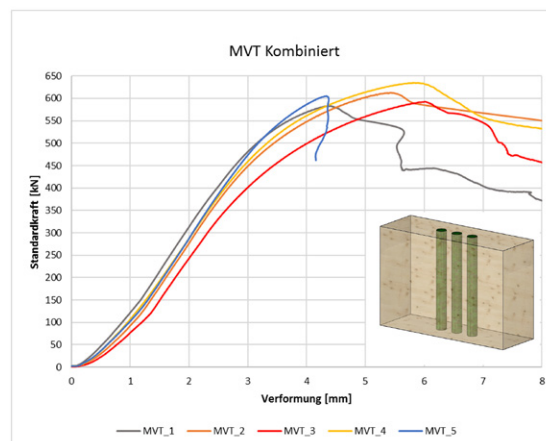 MVT Kombiniert
Standardkraft [kN]
650
600
550
500
450
400
350
300
250
200
150
100
50
0
0 1 2 3 4 5 6 7 8
Verformung [mm]
MVT_1 MVT_2 MVT_3 MVT_4 MVT_5